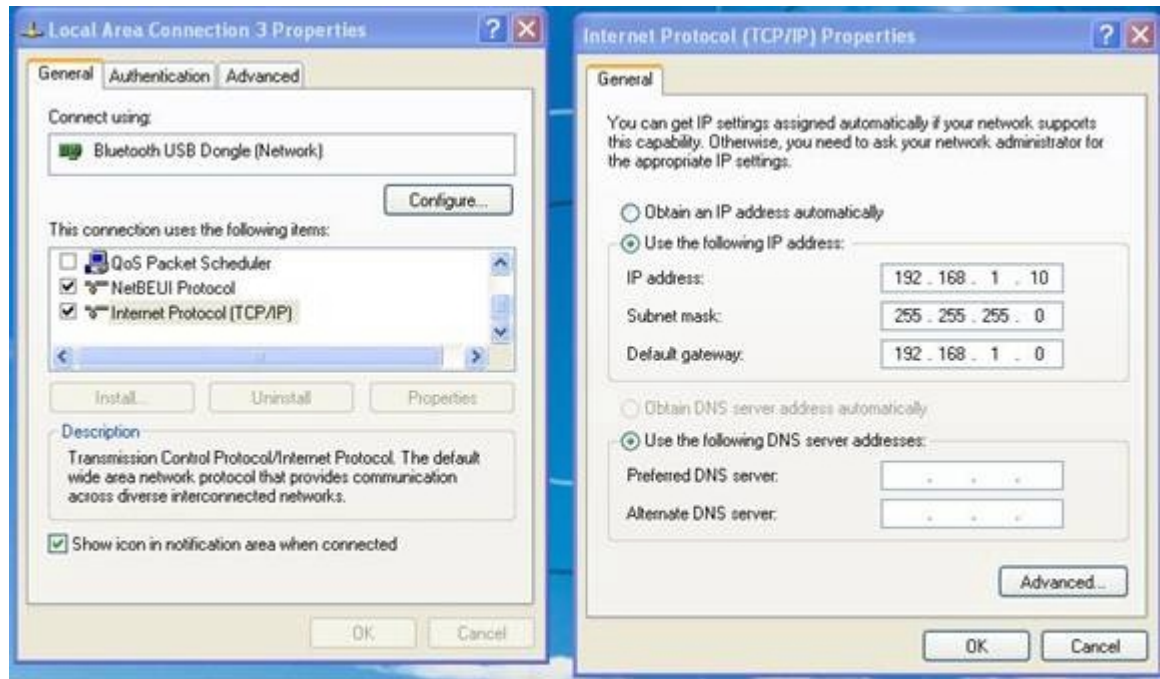 Local Area Connection 3 Properties
General Authentication Advanced
Connect using:
Bluetooth USB Dongle (Network)
Configure...
This connection uses the following items:
QoS Packet Scheduler
NetBEUI Protocol
Internet Protocol (TCP/IP)
Install... Uninstall Properties
Description
Transmission Control Protocol/Internet Protocol. The default
wide area network protocol that provides communication
across diverse interconnected networks.
Show icon in notification area when connected
OK Cancel
Internet Protocol (TCP/IP) Properties
General
You can get IP settings assigned automatically if your network supports
this capability. Otherwise, you need to ask your network administrator for
the appropriate IP settings.
Obtain an IP address automatically
Use the following IP address:
IP address: 192 . 168 . 1 . 10
Subnet mask: 255 . 255 . 255 . 0
Default gateway: 192 . 168 . 1 . 0
Obtain DNS server address automatically
Use the following DNS server addresses:
Preferred DNS server: . . .
Alternate DNS server: . . .
Advanced...
OK Cancel